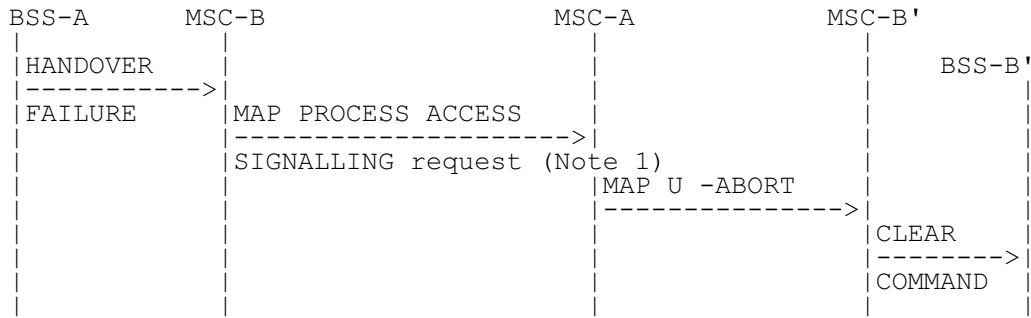 BSS-A MSC-B MSC-A MSC-B'
HANDOVER BSS-B'
FAILURE MAP PROCESS ACCESS
SIGNALLING request (Note 1)
MAP U -ABORT
CLEAR
COMMAND